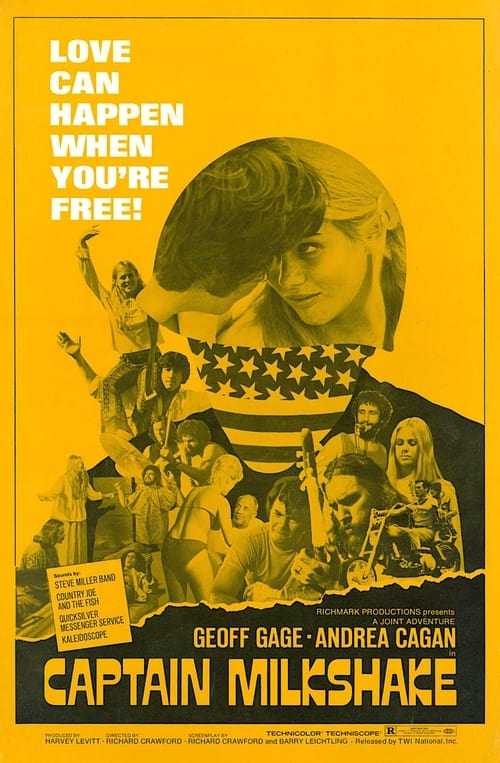 LOVE
CAN
HAPPEN
WHEN
YOU'RE
FREE!
Sounds by:
STEVE MILLER BAND
COUNTRY JOE
AND THE FISH
QUICKSILVER
MESSENGER SERVICE
KALEIDOSCOPE
RICHMARK PRODUCTIONS presents
A JOINT ADVENTURE
GEOFF GAGE · ANDREA CAGAN
in
CAPTAIN MILKSHAKE
PRODUCED BY
HARVEY LEVITT
DIRECTED BY
RICHARD CRAWFORD
SCREENPLAY BY
RICHARD CRAWFORD and BARRY LEICHTLING
TECHNICOLOR® TECHNISCOPE®
R
Released by TWI National, Inc.